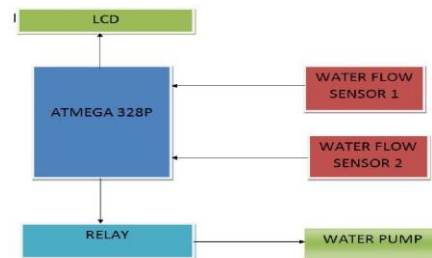 LCD
ATMEGA 328P
WATER FLOW
SENSOR 1
WATER FLOW
SENSOR 2
RELAY
WATER PUMP